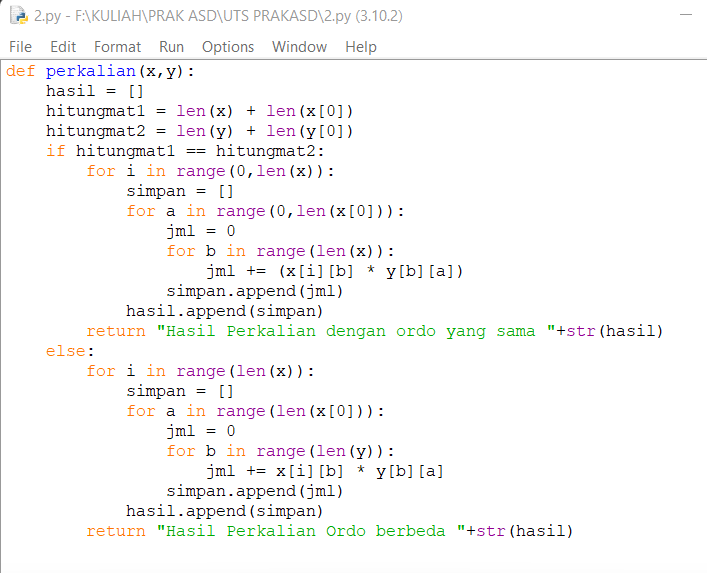 2.py - F:\KULIAH\PRAK ASD\UTS PRAKASD\2.py (3.10.2)
File Edit Format Run Options Window Help
def perkalian(x,y):
    hasil = []
    hitungmat1 = len(x) + len(x[0])
    hitungmat2 = len(y) + len(y[0])
    if hitungmat1 == hitungmat2:
        for i in range(0,len(x)):
            simpan = []
            for a in range(0,len(x[0])):
                jml = 0
                for b in range(len(x)):
                    jml += (x[i][b] * y[b][a])
                simpan.append(jml)
            hasil.append(simpan)
        return "Hasil Perkalian dengan ordo yang sama "+str(hasil)
    else:
        for i in range(len(x)):
            simpan = []
            for a in range(len(x[0])):
                jml = 0
                for b in range(len(y)):
                    jml += x[i][b] * y[b][a]
                simpan.append(jml)
            hasil.append(simpan)
        return "Hasil Perkalian Ordo berbeda "+str(hasil)